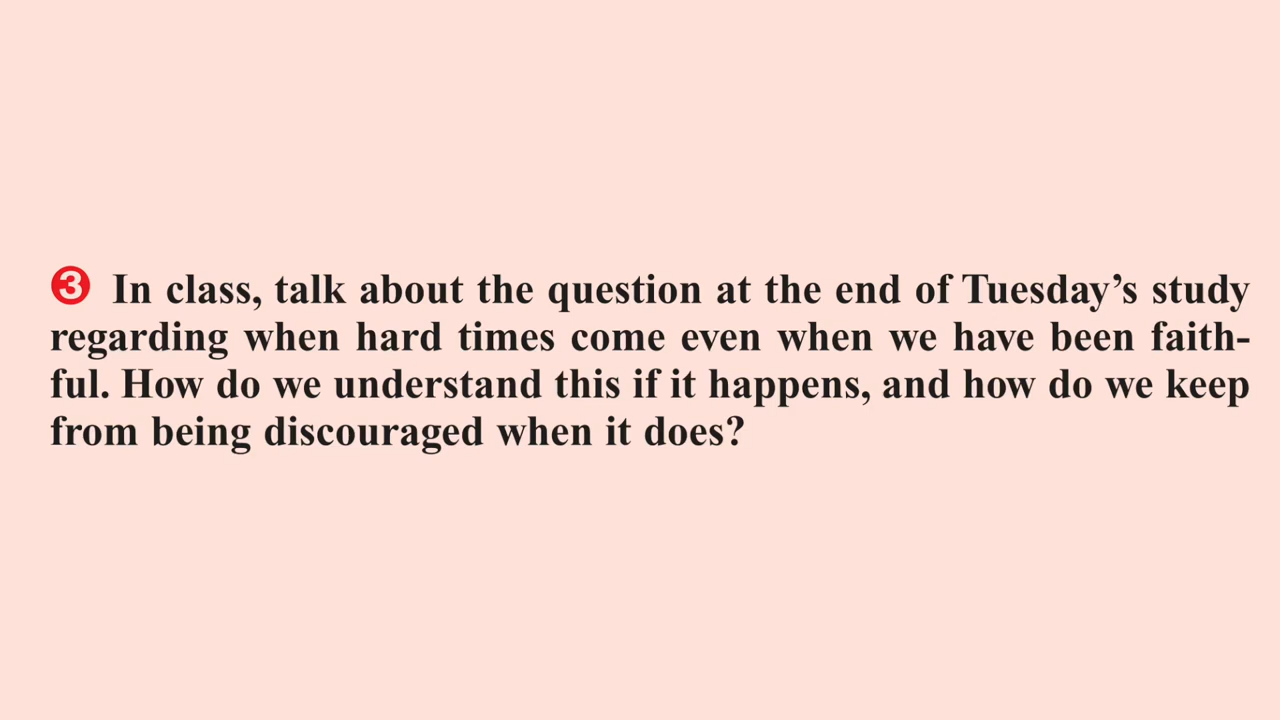 ❸ In class, talk about the question at the end of Tuesday’s study
regarding when hard times come even when we have been faith-
ful. How do we understand this if it happens, and how do we keep
from being discouraged when it does?